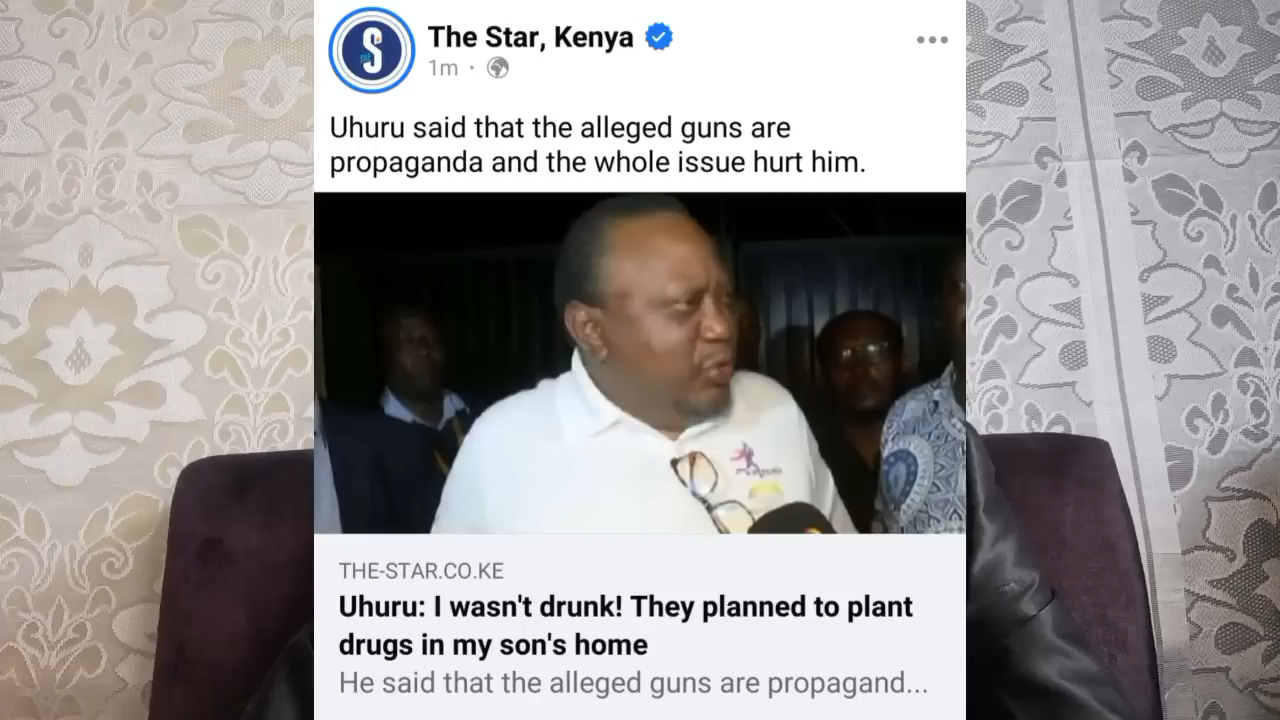 The Star, Kenya
1m ·
Uhuru said that the alleged guns are
propaganda and the whole issue hurt him.
THE-STAR.CO.KE
Uhuru: I wasn't drunk! They planned to plant
drugs in my son's home
He said that the alleged guns are propagand...